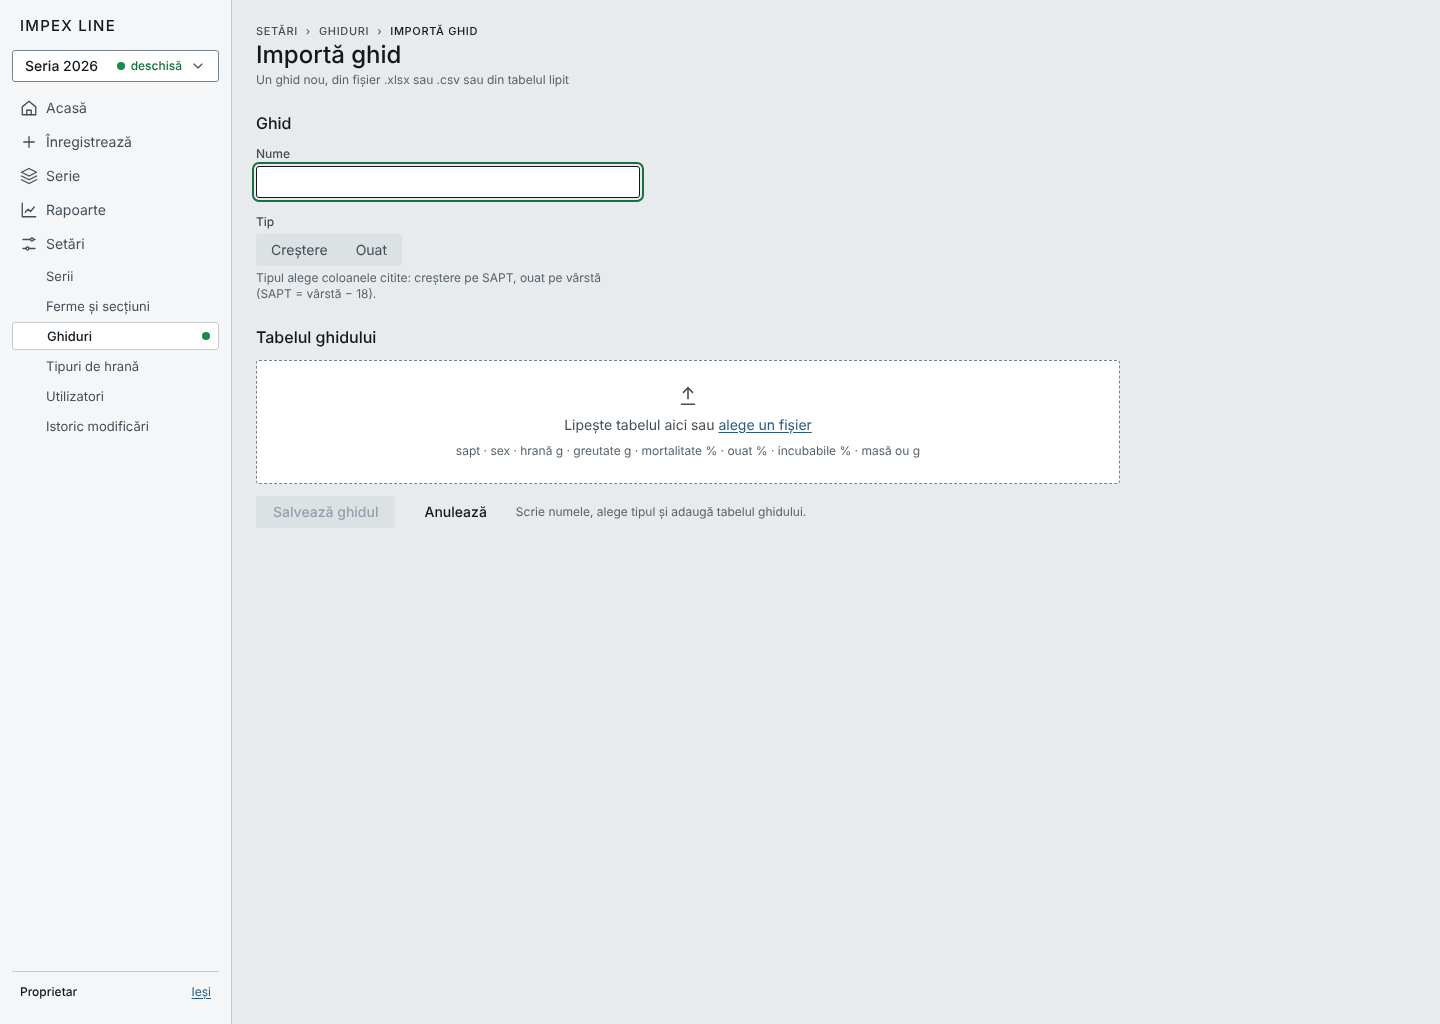 IMPEX LINE
Seria 2026 deschisă
Acasă
Înregistrează
Serie
Rapoarte
Setări
Serii
Ferme și secțiuni
Ghiduri
Tipuri de hrană
Utilizatori
Istoric modificări
Proprietar Ieși
SETĂRI › GHIDURI › IMPORTĂ GHID
Importă ghid
Un ghid nou, din fișier .xlsx sau .csv sau din tabelul lipit
Ghid
Nume
Tip
Creștere Ouat
Tipul alege coloanele citite: creștere pe SAPT, ouat pe vârstă
(SAPT = vârstă − 18).
Tabelul ghidului
Lipește tabelul aici sau alege un fișier
sapt · sex · hrană g · greutate g · mortalitate % · ouat % · incubabile % · masă ou g
Salvează ghidul Anulează Scrie numele, alege tipul și adaugă tabelul ghidului.